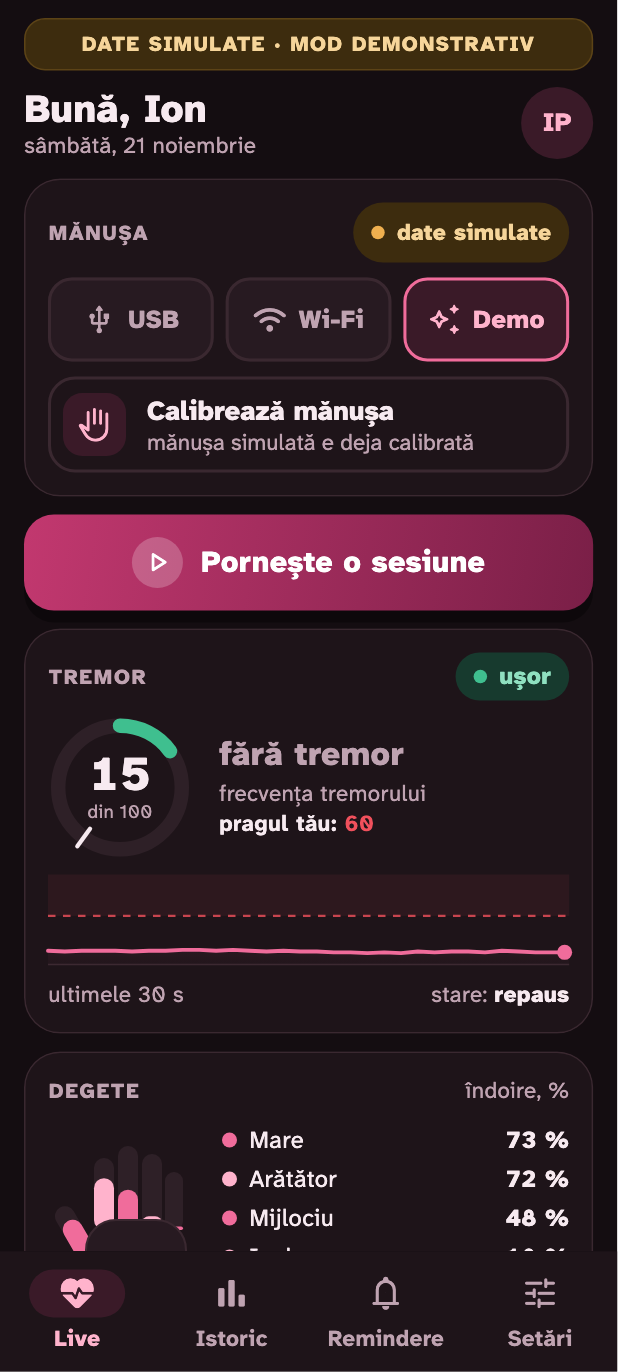 DATE SIMULATE · MOD DEMONSTRATIV
Bună, Ion
sâmbătă, 21 noiembrie
IP
MĂNUȘA
date simulate
USB
Wi-Fi
Demo
Calibrează mănușa
mănușa simulată e deja calibrată
Pornește o sesiune
TREMOR
ușor
15
din 100
fără tremor
frecvența tremorului
pragul tău: 60
ultimele 30 s
stare: repaus
DEGETE
îndoire, %
Mare 73 %
Arătător 72 %
Mijlociu 48 %
Live
Istoric
Remindere
Setări